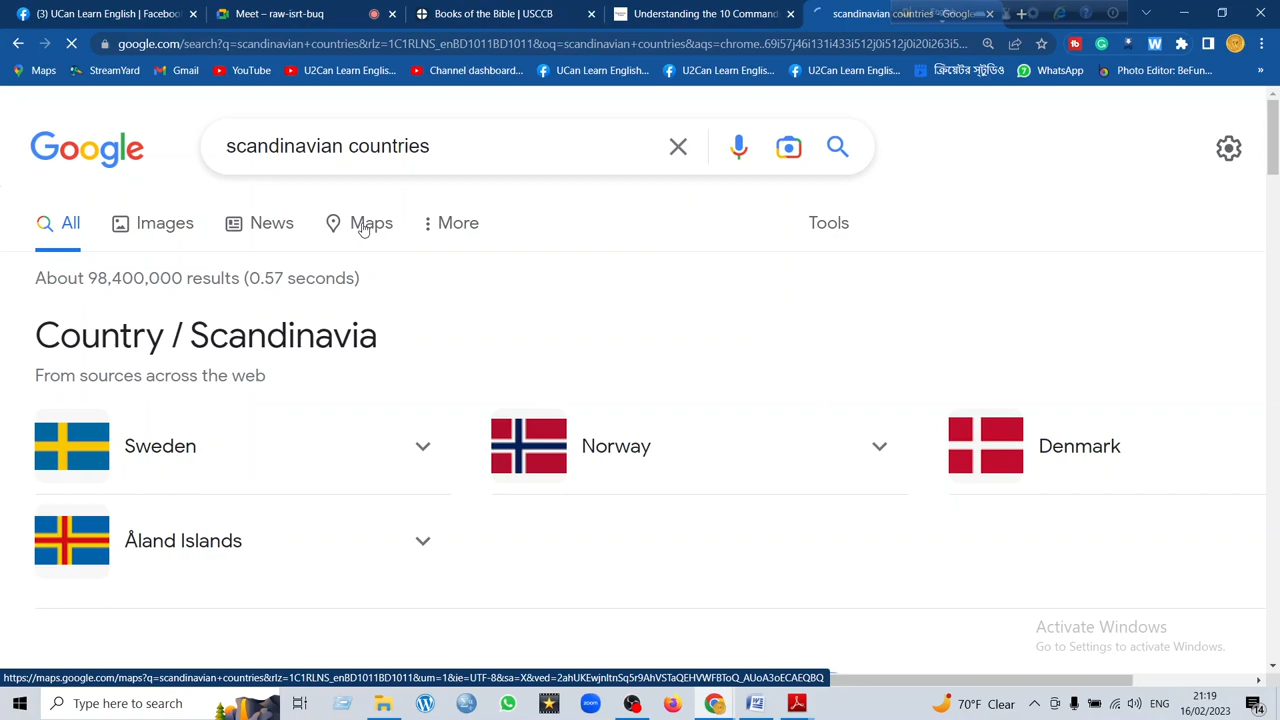 (3) UCan Learn English | Facebook
Meet – raw-isrt-buq
Books of the Bible | USCCB
Understanding the 10 Command
scandinavian countries - Google
google.com/search?q=scandinavian+countries&rlz=1C1RLNS_enBD1011BD1011&oq=scandinavian+countries&aqs=chrome..69i57j46i131i433i512j0i512j0i20i263i5...
Maps
StreamYard
Gmail
YouTube
U2Can Learn Englis...
Channel dashboard...
UCan Learn English...
U2Can Learn Englis...
U2Can Learn Englis...
ক্রিয়েটর স্টুডিও
WhatsApp
Photo Editor: BeFun...
»
Google
scandinavian countries
All
Images
News
Maps
More
Tools
About 98,400,000 results (0.57 seconds)
Country / Scandinavia
From sources across the web
Sweden
Norway
Denmark
Åland Islands
Activate Windows
Go to Settings to activate Windows.
https://maps.google.com/maps?q=scandinavian+countries&rlz=1C1RLNS_enBD1011BD1011&um=1&ie=UTF-8&sa=X&ved=2ahUKEwjnltnSq5r9AhVSTaQEHVWFBToQ_AUoA3oECAEQBQ
Type here to search
70°F Clear
ENG
21:19
16/02/2023
14